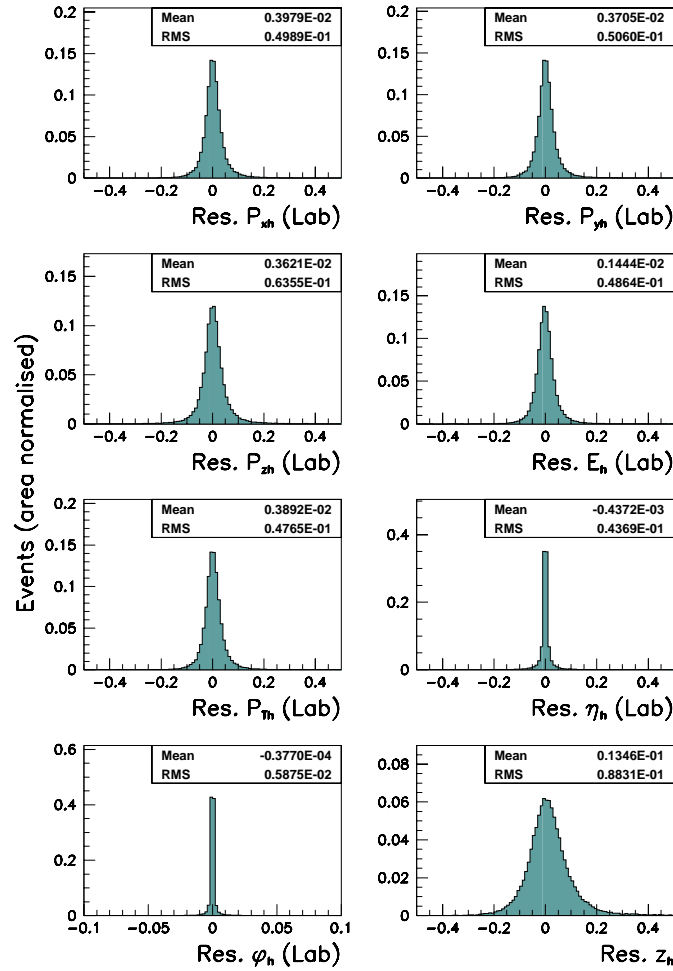 Events (area normalised)
Mean 0.3979E-02
RMS 0.4989E-01
0.2
0.15
0.1
0.05
0
−0.4 −0.2 0 0.2 0.4
Res. Pxh (Lab)
Mean 0.3705E-02
RMS 0.5060E-01
0.2
0.15
0.1
0.05
0
−0.4 −0.2 0 0.2 0.4
Res. Pyh (Lab)
Mean 0.3621E-02
RMS 0.6355E-01
0.15
0.1
0.05
0
−0.4 −0.2 0 0.2 0.4
Res. Pzh (Lab)
Mean 0.1444E-02
RMS 0.4864E-01
0.15
0.1
0.05
0
−0.4 −0.2 0 0.2 0.4
Res. Eh (Lab)
Mean 0.3892E-02
RMS 0.4765E-01
0.2
0.15
0.1
0.05
0
−0.4 −0.2 0 0.2 0.4
Res. PTh (Lab)
Mean -0.4372E-03
RMS 0.4369E-01
0.4
0.2
0
−0.4 −0.2 0 0.2 0.4
Res. ηh (Lab)
Mean -0.3770E-04
RMS 0.5875E-02
0.6
0.4
0.2
0
−0.1 −0.05 0 0.05 0.1
Res. φh (Lab)
Mean 0.1346E-01
RMS 0.8831E-01
0.08
0.06
0.04
0.02
0
−0.4 −0.2 0 0.2 0.4
Res. zh